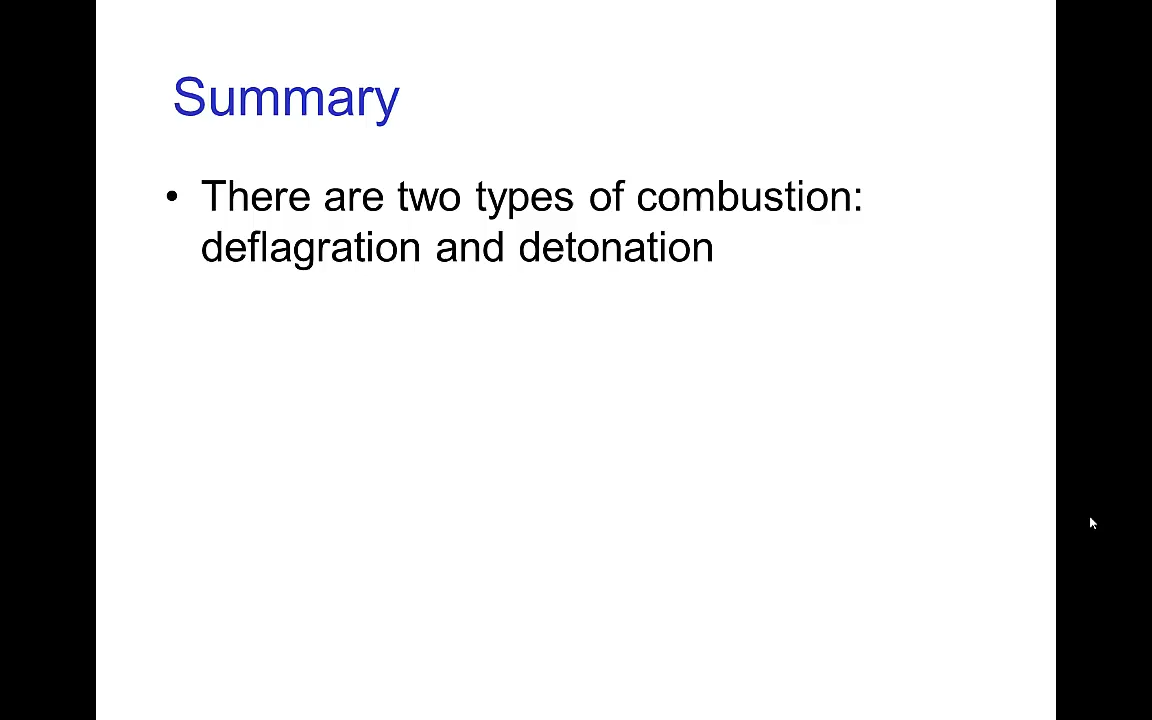 Summary
• There are two types of combustion:
deflagration and detonation